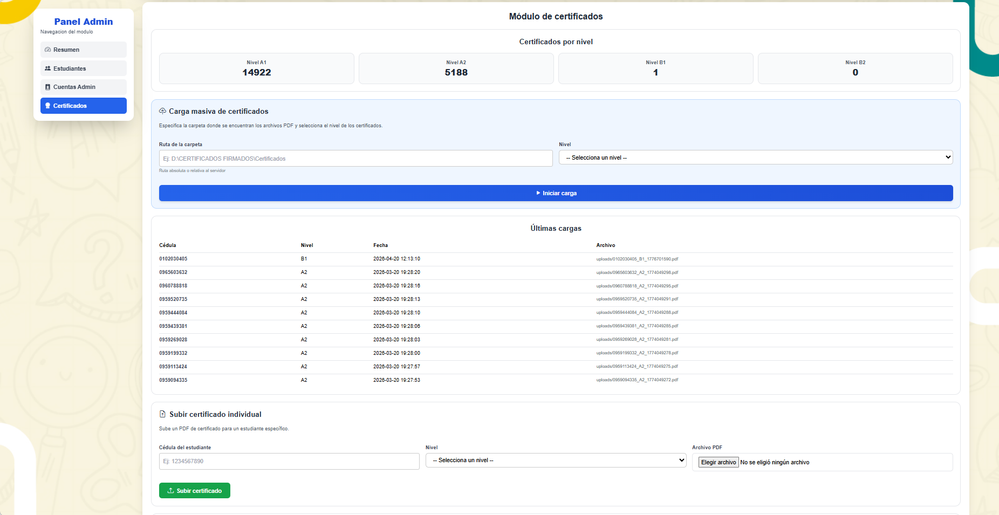 Panel Admin
Navegacion del modulo
Resumen
Estudiantes
Cuentas Admin
Certificados
Módulo de certificados
Certificados por nivel
Nivel A1
14922
Nivel A2
5188
Nivel B1
1
Nivel B2
0
Carga masiva de certificados
Especifica la carpeta donde se encuentran los archivos PDF y selecciona el nivel de los certificados.
Ruta de la carpeta
Ej: D:\CERTIFICADOS FIRMADOS\Certificados
Ruta absoluta o relativa al servidor
Nivel
-- Selecciona un nivel --
Iniciar carga
Últimas cargas
Cédula Nivel Fecha Archivo
0102030405 B1 2026-04-20 12:13:10 uploads/0102030405_B1_1776701590.pdf
0965603632 A2 2026-03-20 19:28:20 uploads/0965603632_A2_1774049298.pdf
0960788818 A2 2026-03-20 19:28:16 uploads/0960788818_A2_1774049295.pdf
0959520735 A2 2026-03-20 19:28:13 uploads/0959520735_A2_1774049291.pdf
0959444084 A2 2026-03-20 19:28:10 uploads/0959444084_A2_1774049288.pdf
0959439381 A2 2026-03-20 19:28:06 uploads/0959439381_A2_1774049285.pdf
0959269028 A2 2026-03-20 19:28:03 uploads/0959269028_A2_1774049281.pdf
0959199332 A2 2026-03-20 19:28:00 uploads/0959199332_A2_1774049278.pdf
0959113424 A2 2026-03-20 19:27:57 uploads/0959113424_A2_1774049275.pdf
0959094335 A2 2026-03-20 19:27:53 uploads/0959094335_A2_1774049272.pdf
Subir certificado individual
Sube un PDF de certificado para un estudiante específico.
Cédula del estudiante
Ej: 1234567890
Nivel
-- Selecciona un nivel --
Archivo PDF
Elegir archivo No se eligió ningún archivo
Subir certificado